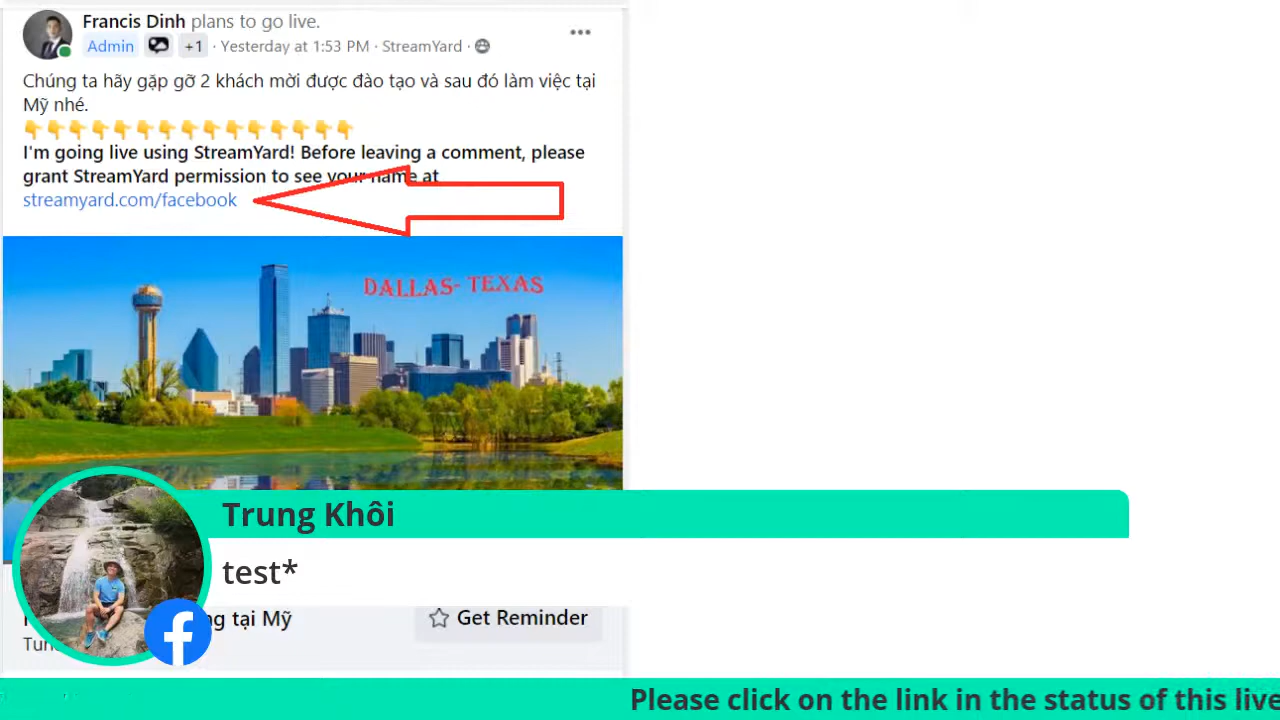 Francis Dinh plans to go live.
Admin +1 · Yesterday at 1:53 PM · StreamYard ·
Chúng ta hãy gặp gỡ 2 khách mời được đào tạo và sau đó làm việc tại
Mỹ nhé.
I'm going live using StreamYard! Before leaving a comment, please
grant StreamYard permission to see your name at
streamyard.com/facebook
DALLAS- TEXAS
Trung Khôi
test*
tại Mỹ
Get Reminder
Please click on the link in the status of this live